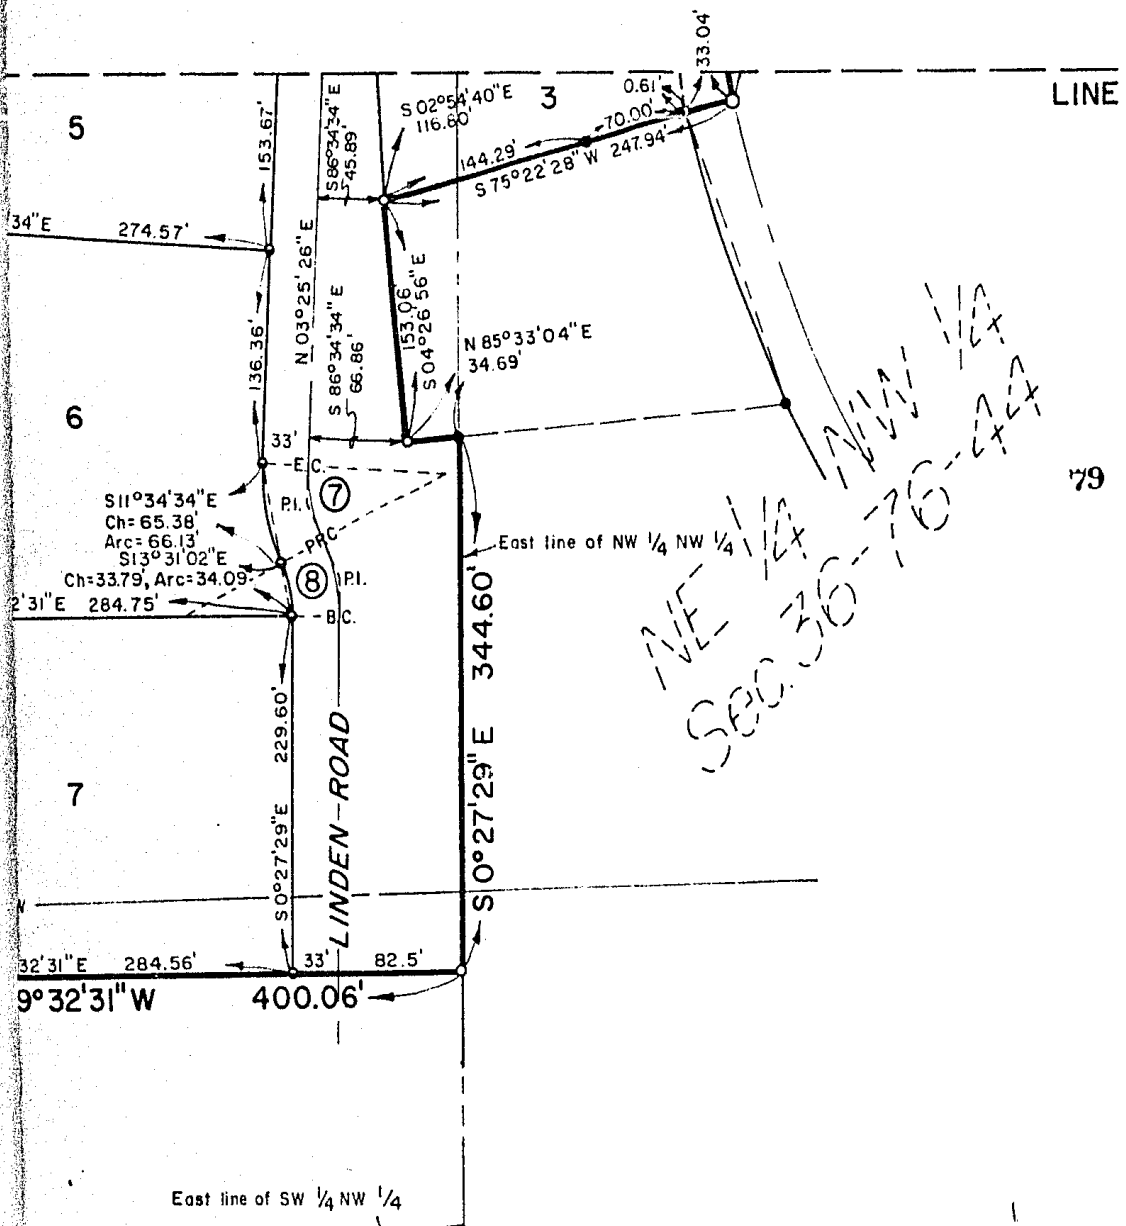 33.04'
LINE
5
3
0.61'
S 02°54'40"E
116.80'
70.00'
153.67'
S86°34'34"E
45.89'
144.29'
S 75°22'28" W 247.94'
34"E 274.57'
N 03°25'26" E
153.06'
S 04°26'56"E
136.36'
S 86°34'34"E
66.86'
N 85°33'04"E
34.69'
NW 1/4
6
33'
E.C.
7
P.I.
79
NE 1/4
SEC. 36-76-44
S11°34'34"E
Ch=65.38'
Arc=66.13'
PRC
East line of NW 1/4 NW 1/4
S13°31'02"E
Ch=33.79', Arc=34.09
8
P.I.
2'31"E 284.75'
B.C.
S 0°27'29"E 344.60'
S 0°27'29"E 229.60'
LINDEN ROAD
7
32'31"E 284.56'
33'
82.5'
9°32'31"W 400.06'
East line of SW 1/4 NW 1/4